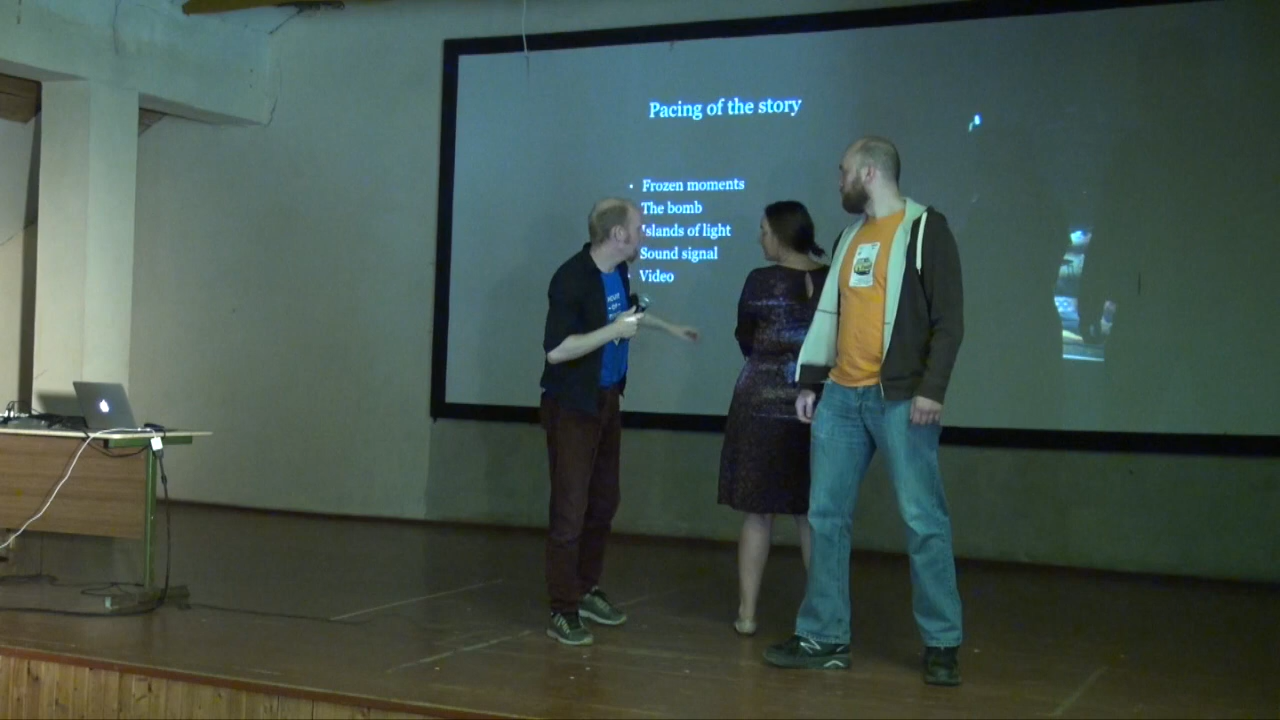 Pacing of the story
• Frozen moments
The bomb
Islands of light
Sound signal
• Video